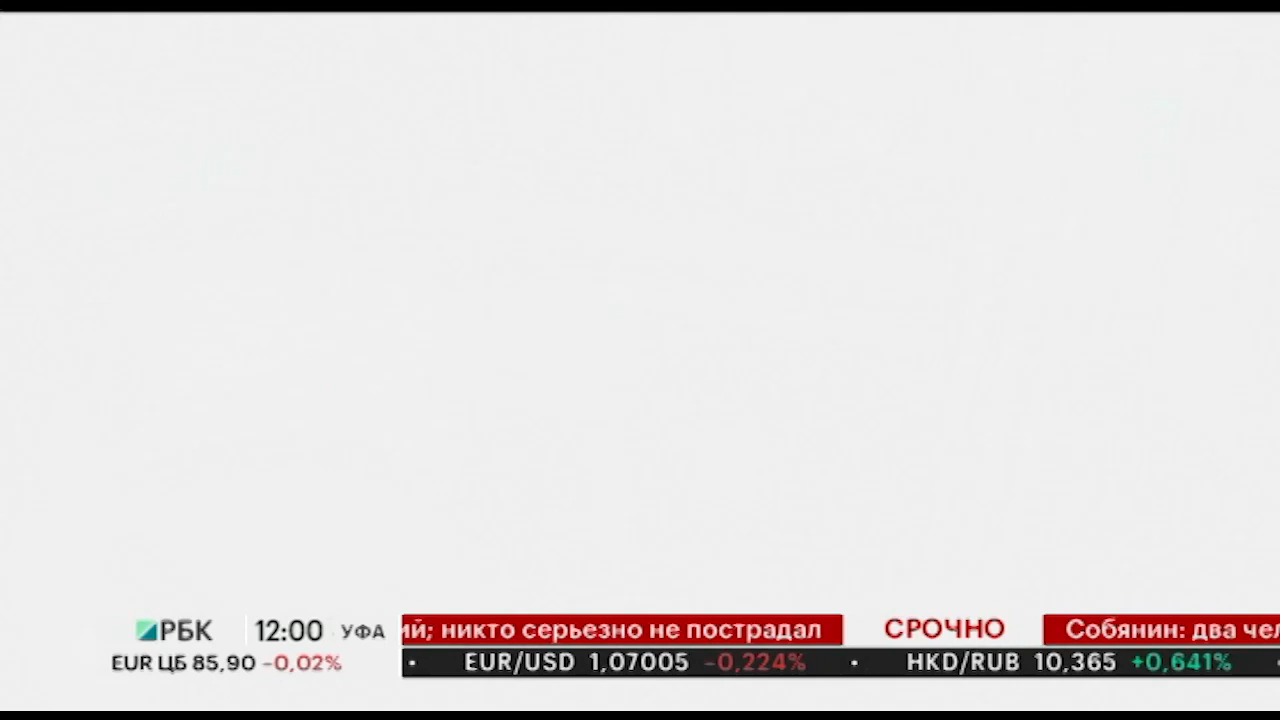 РБК 12:00 УФА ий; никто серьезно не пострадал СРОЧНО Собянин: два
EUR ЦБ 85,90 -0,02% • EUR/USD 1,07005 -0,224% • HKD/RUB 10,365 +0,641%